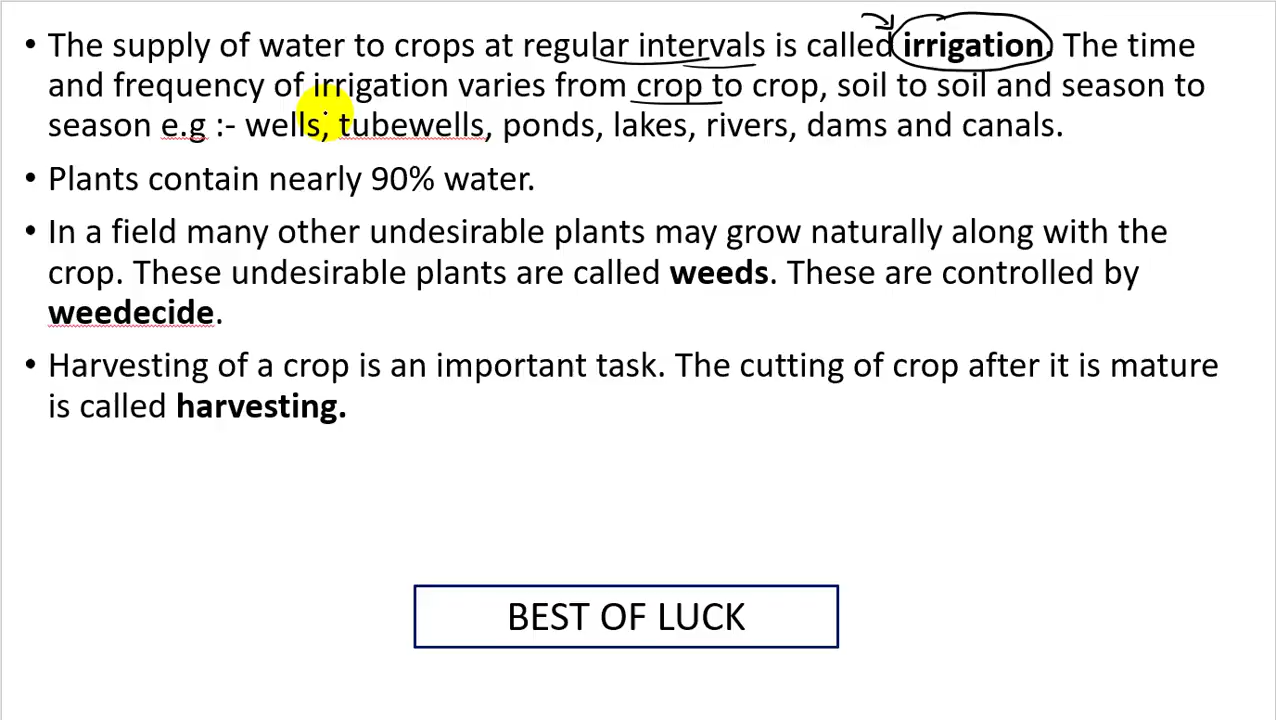 • The supply of water to crops at regular intervals is called irrigation. The time
and frequency of irrigation varies from crop to crop, soil to soil and season to
season e.g :- wells, tubewells, ponds, lakes, rivers, dams and canals.
• Plants contain nearly 90% water.
• In a field many other undesirable plants may grow naturally along with the
crop. These undesirable plants are called weeds. These are controlled by
weedecide.
• Harvesting of a crop is an important task. The cutting of crop after it is mature
is called harvesting.
BEST OF LUCK